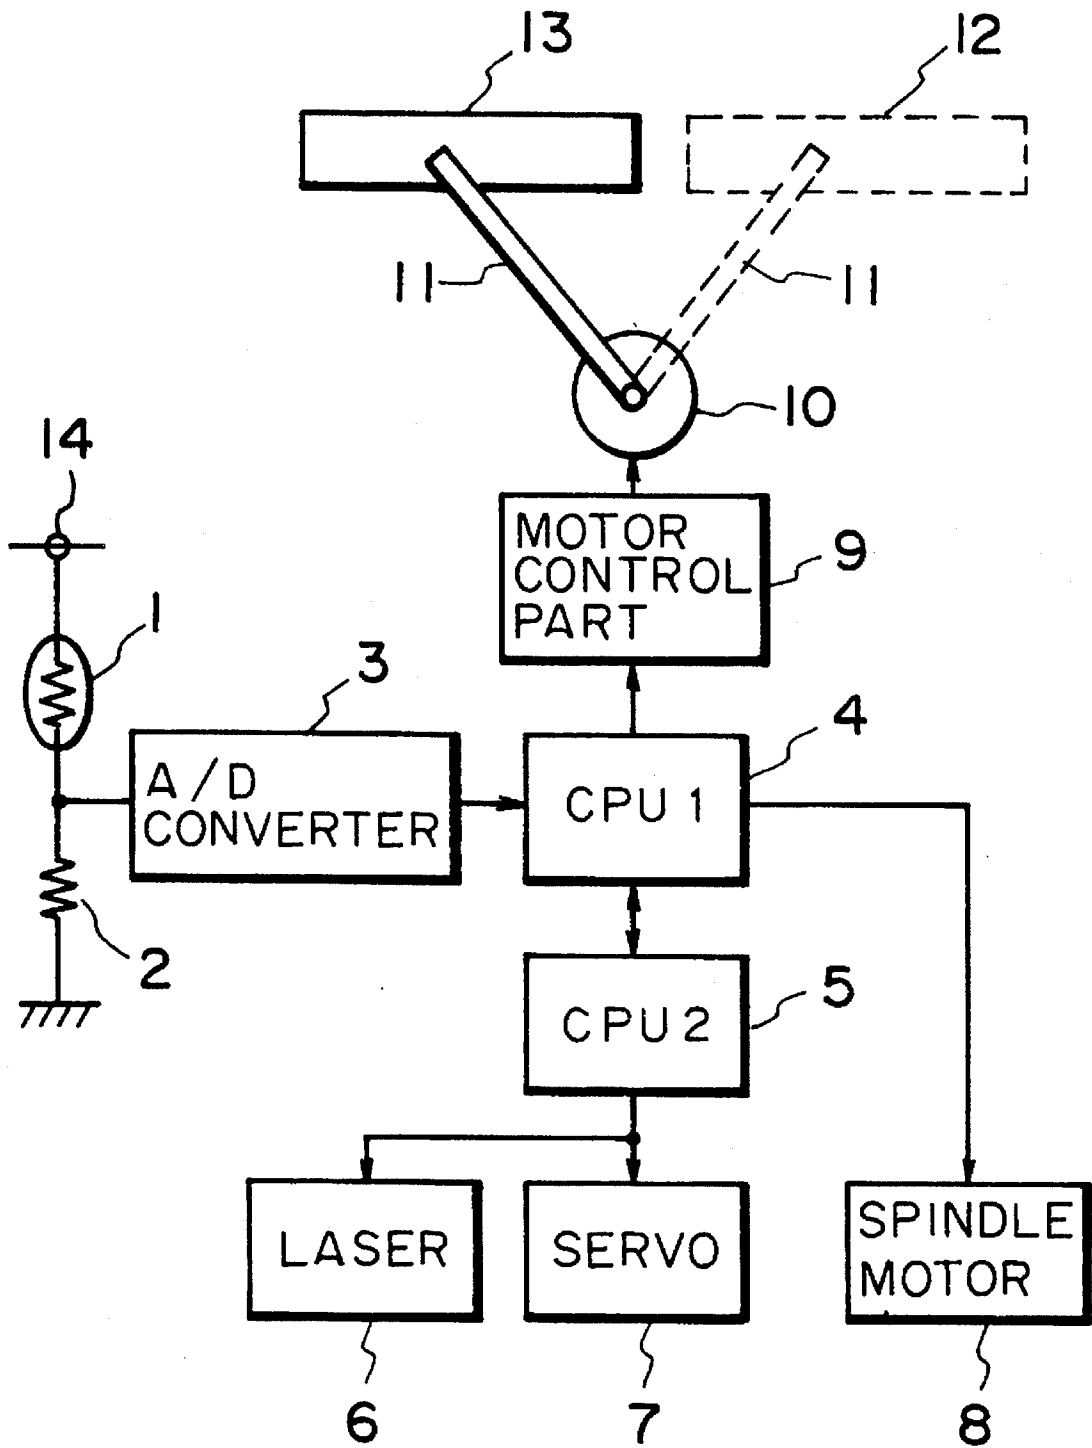 13
12
11
11
10
14
MOTOR
CONTROL
PART
9
1
3
4
A/D
CONVERTER
CPU 1
2
5
CPU 2
LASER
SERVO
SPINDLE
MOTOR
6
7
8